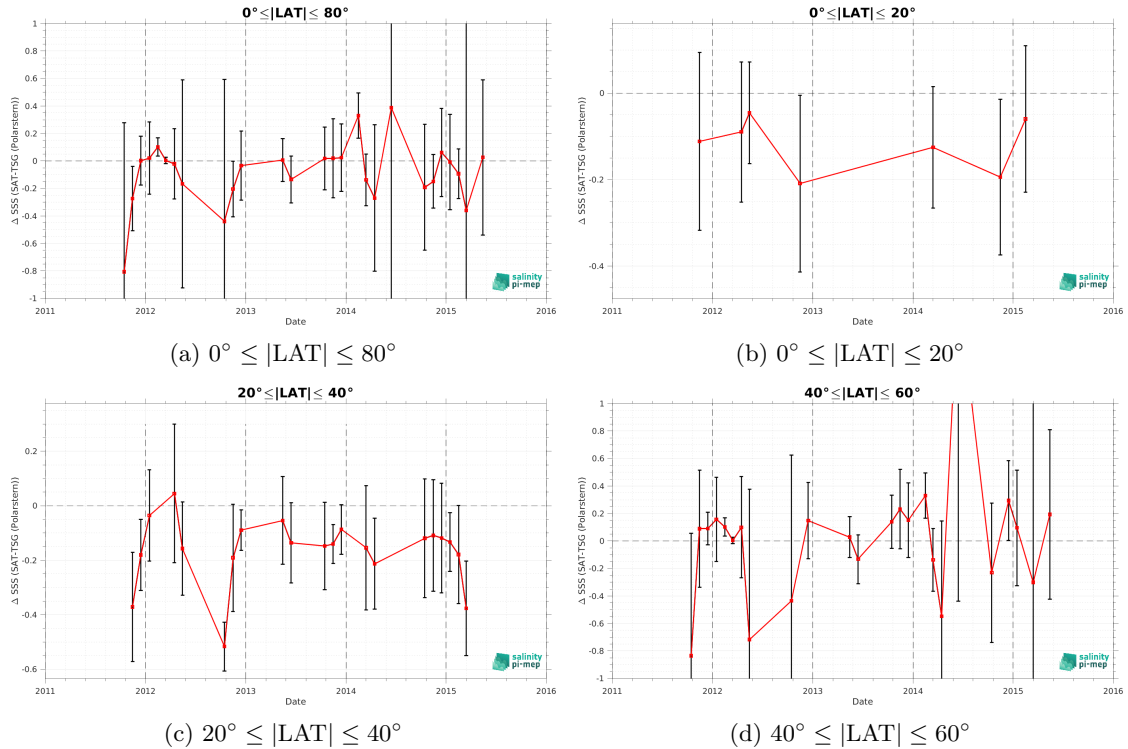 0°≤|LAT|≤ 80°
Δ SSS (SAT-TSG (Polarstern))
1
0.8
0.6
0.4
0.2
0
-0.2
-0.4
-0.6
-0.8
-1
2011 2012 2013 2014 2015 2016
Date
salinity
pi-mep
(a) 0° ≤ |LAT| ≤ 80°
0°≤|LAT|≤ 20°
Δ SSS (SAT-TSG (Polarstern))
0
-0.2
-0.4
2011 2012 2013 2014 2015 2016
Date
salinity
pi-mep
(b) 0° ≤ |LAT| ≤ 20°
20°≤|LAT|≤ 40°
Δ SSS (SAT-TSG (Polarstern))
0.2
0
-0.2
-0.4
-0.6
2011 2012 2013 2014 2015 2016
Date
salinity
pi-mep
(c) 20° ≤ |LAT| ≤ 40°
40°≤|LAT|≤ 60°
Δ SSS (SAT-TSG (Polarstern))
1
0.8
0.6
0.4
0.2
0
-0.2
-0.4
-0.6
-0.8
-1
2011 2012 2013 2014 2015 2016
Date
salinity
pi-mep
(d) 40° ≤ |LAT| ≤ 60°